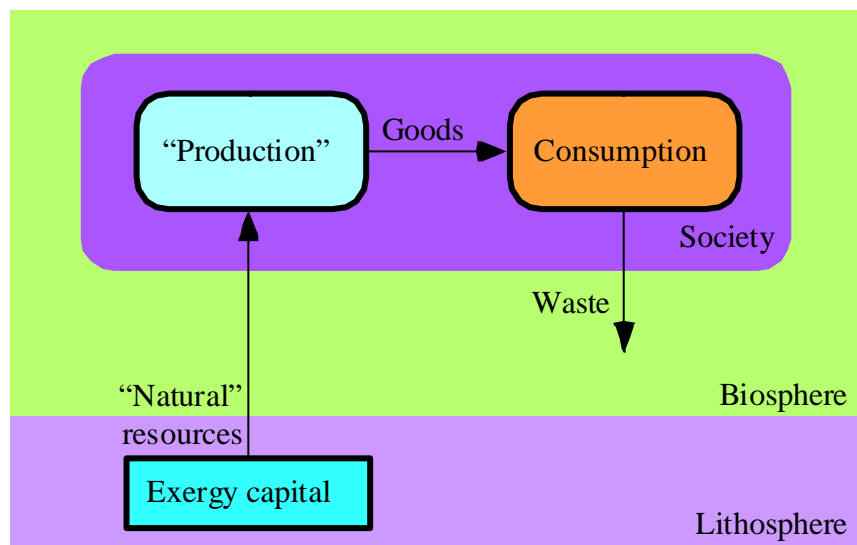 Goods
“Production”
Consumption
Society
Waste
“Natural”
resources
Biosphere
Exergy capital
Lithosphere